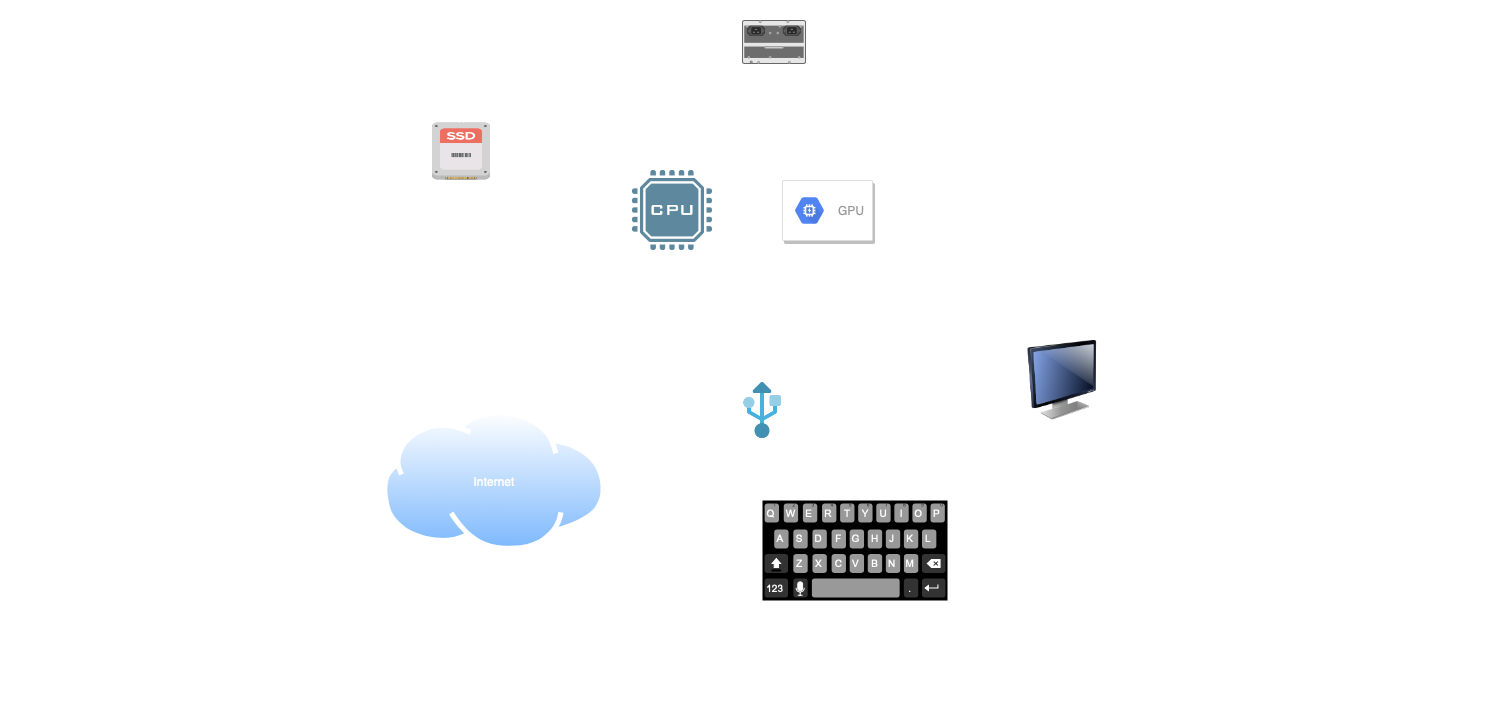 SSD
CPU
GPU
Internet
Q W E R T Y U I O P
A S D F G H J K L
Z X C V B N M
123 .